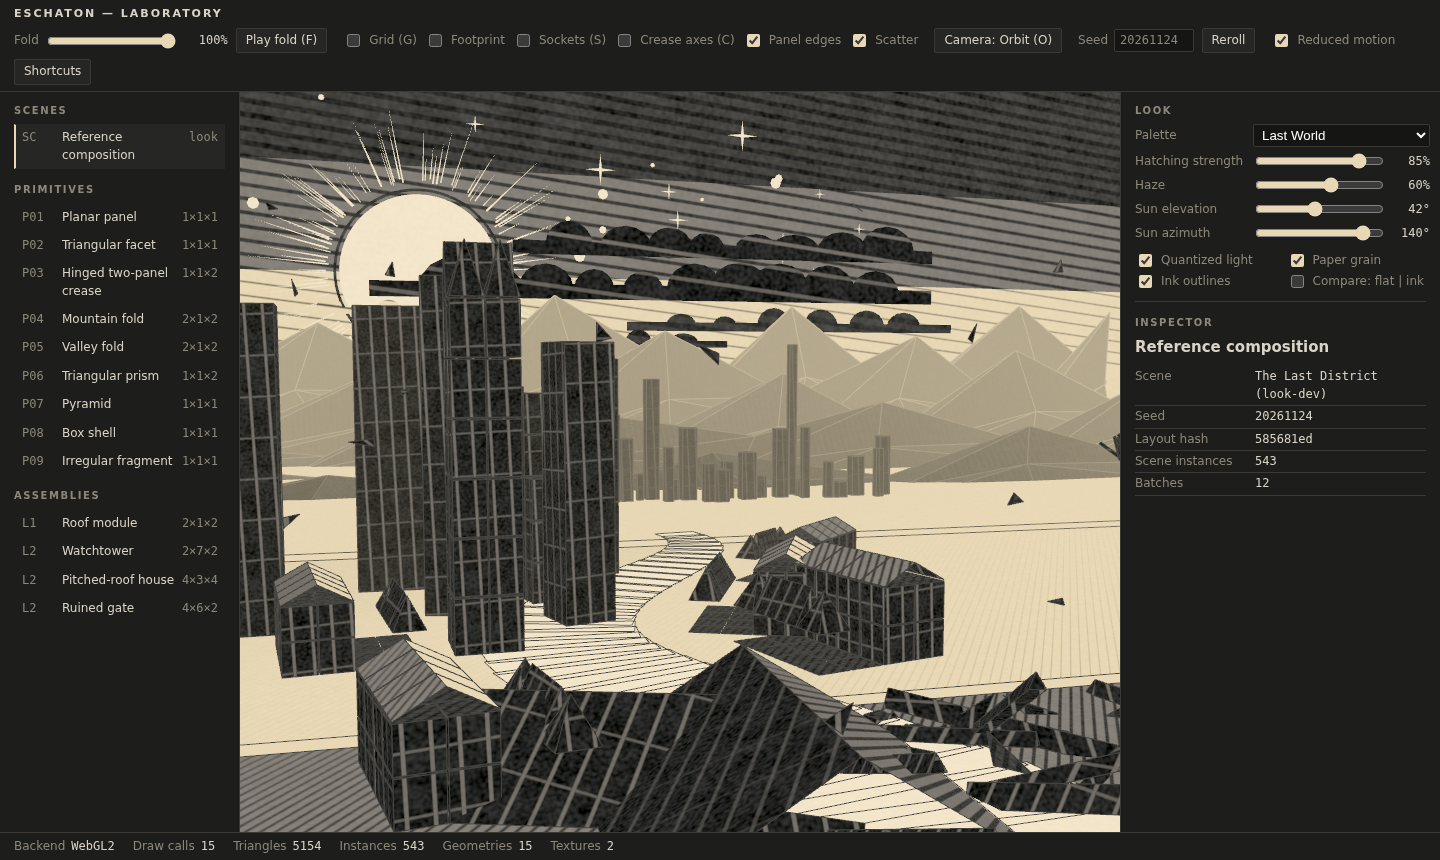 ESCHATON — LABORATORY
Fold 100% Play fold (F) Grid (G) Footprint Sockets (S) Crease axes (C) Panel edges Scatter Camera: Orbit (O) Seed 20261124 Reroll Reduced motion
Shortcuts
SCENES
SC Reference composition look
PRIMITIVES
P01 Planar panel 1×1×1
P02 Triangular facet 1×1×1
P03 Hinged two-panel crease 1×1×2
P04 Mountain fold 2×1×2
P05 Valley fold 2×1×2
P06 Triangular prism 1×1×2
P07 Pyramid 1×1×1
P08 Box shell 1×1×1
P09 Irregular fragment 1×1×1
ASSEMBLIES
L1 Roof module 2×1×2
L2 Watchtower 2×7×2
L2 Pitched-roof house 4×3×4
L2 Ruined gate 4×6×2
LOOK
Palette Last World
Hatching strength 85%
Haze 60%
Sun elevation 42°
Sun azimuth 140°
Quantized light Paper grain
Ink outlines Compare: flat | ink
INSPECTOR
Reference composition
Scene The Last District (look-dev)
Seed 20261124
Layout hash 585681ed
Scene instances 543
Batches 12
Backend WebGL2 Draw calls 15 Triangles 5154 Instances 543 Geometries 15 Textures 2